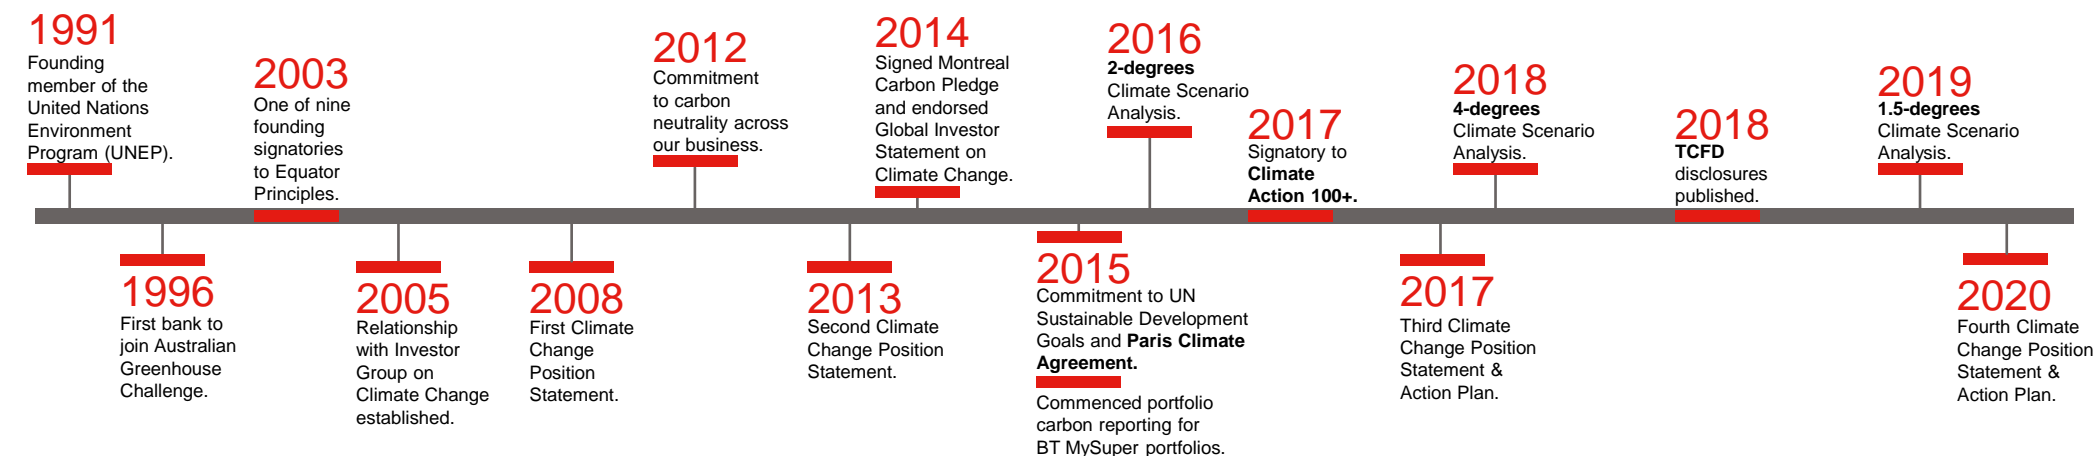 1991
Founding
member of the
United Nations
Environment
Program (UNEP).
1996
First bank to
join Australian
Greenhouse
Challenge.
2003
One of nine
founding
signatories
to Equator
Principles.
2005
Relationship
with Investor
Group on
Climate Change
established.
2008
First Climate
Change
Position
Statement.
2012
Commitment
to carbon
neutrality across
our business.
2013
Second Climate
Change Position
Statement.
2014
Signed Montreal
Carbon Pledge
and endorsed
Global Investor
Statement on
Climate Change.
2015
Commitment to UN
Sustainable Development
Goals and Paris Climate
Agreement.
Commenced portfolio
carbon reporting for
BT MySuper portfolios.
2016
2-degrees
Climate Scenario
Analysis.
2017
Signatory to
Climate
Action 100+.
2017
Third Climate
Change Position
Statement &
Action Plan.
2018
4-degrees
Climate Scenario
Analysis.
2018
TCFD
disclosures
published.
2019
1.5-degrees
Climate Scenario
Analysis.
2020
Fourth Climate
Change Position
Statement &
Action Plan.